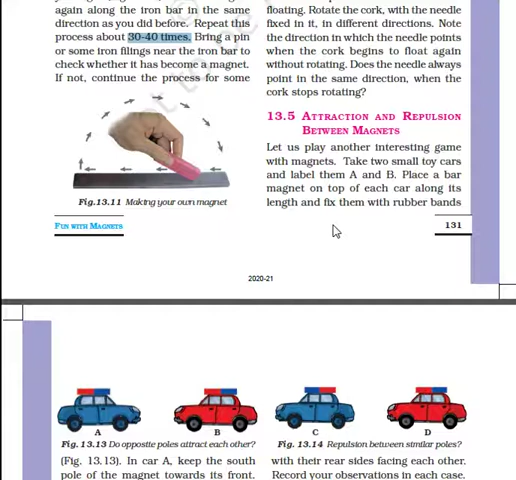 again along the iron bar in the same
direction as you did before. Repeat this
process about 30-40 times. Bring a pin
or some iron filings near the iron bar to
check whether it has become a magnet.
If not, continue the process for some
Fig.13.11 Making your own magnet
FUN WITH MAGNETS
floating. Rotate the cork, with the needle
fixed in it, in different directions. Note
the direction in which the needle points
when the cork begins to float again
without rotating. Does the needle always
point in the same direction, when the
cork stops rotating?
13.5 ATTRACTION AND REPULSION
BETWEEN MAGNETS
Let us play another interesting game
with magnets. Take two small toy cars
and label them A and B. Place a bar
magnet on top of each car along its
length and fix them with rubber bands
131
2020-21
A
B
Fig. 13.13 Do opposite poles attract each other?
(Fig. 13.13). In car A, keep the south
pole of the magnet towards its front.
C
D
Fig. 13.14 Repulsion between similar poles?
with their rear sides facing each other.
Record your observations in each case.